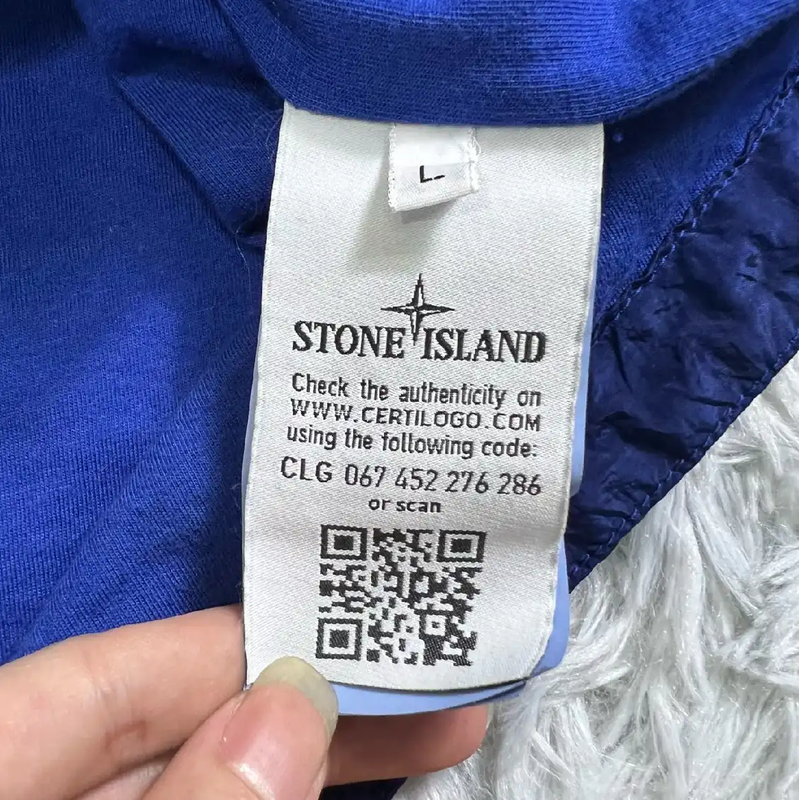 L
STONE ISLAND
Check the authenticity on
WWW.CERTILOGO.COM
using the following code:
CLG 067 452 276 286
or scan